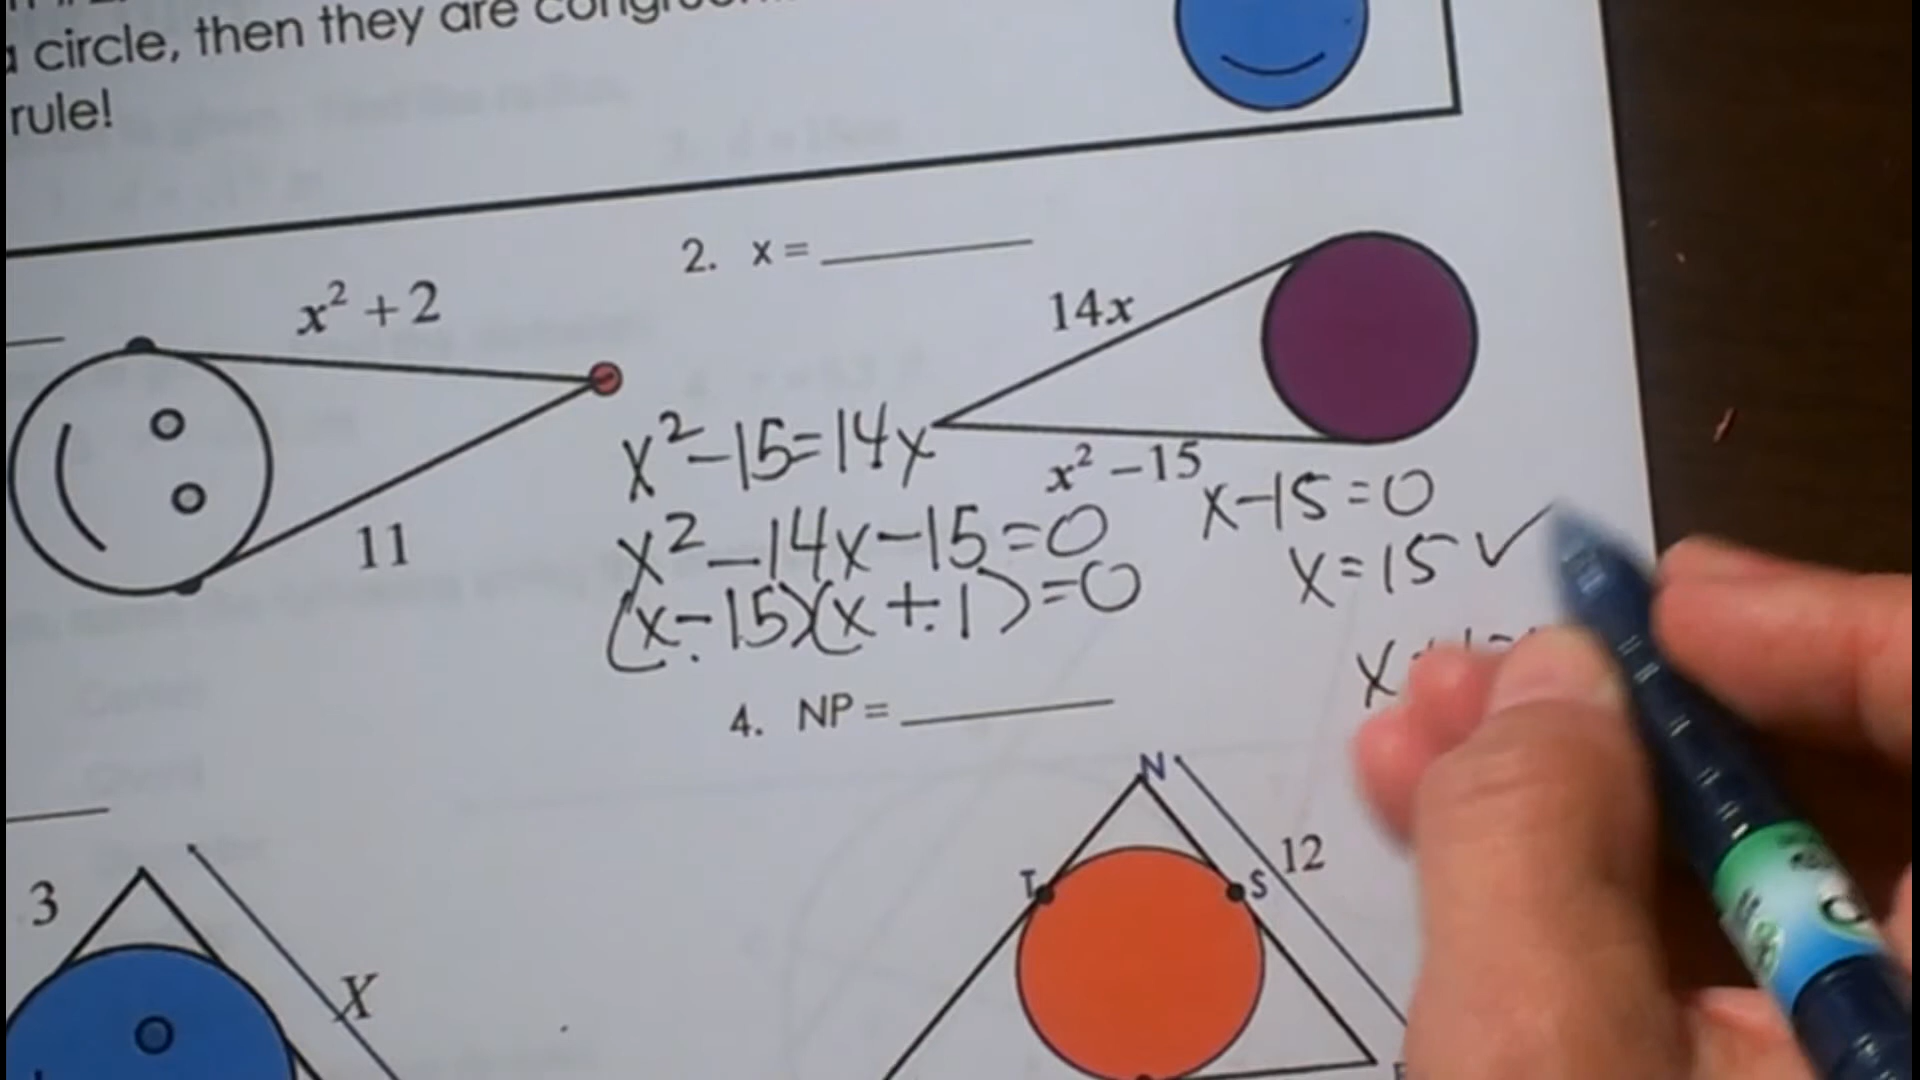 a circle, then they are
rule!
x² + 2
11
2. x =
14x
x² – 15
x²–15=14x
x²–14x–15=0
(x–15)(x+1)=0
x–15=0
x=15 ✓
x
4. NP =
N
T
S
12
3
X